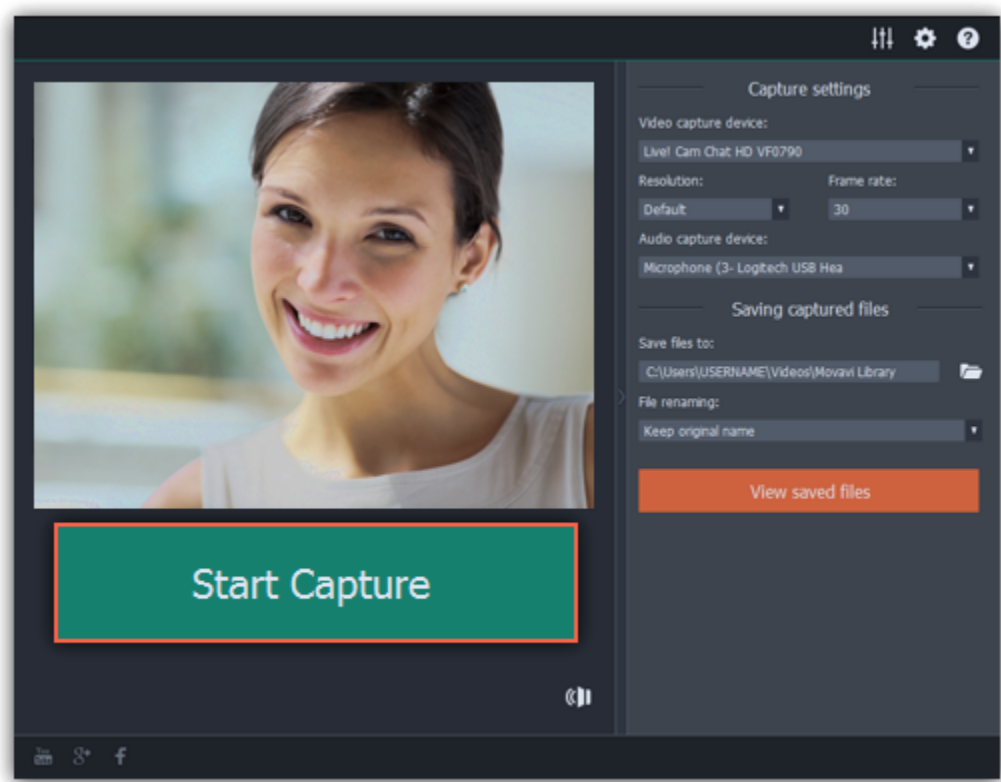 Capture settings
Video capture device:
Live! Cam Chat HD VF0790
Resolution: Frame rate:
Default 30
Audio capture device:
Microphone (3- Logitech USB Hea
Saving captured files
Save files to:
C:\Users\USERNAME\Videos\Movavi Library
File renaming:
Keep original name
View saved files
Start Capture